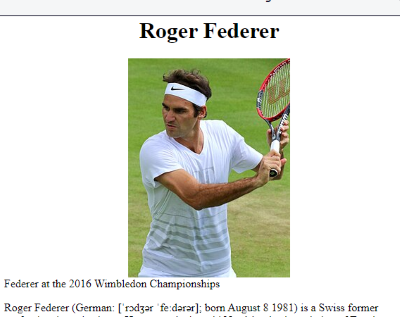 Roger Federer
Federer at the 2016 Wimbledon Championships
Roger Federer (German: [ˈrɔdʒər ˈfeːdərər]; born August 8 1981) is a Swiss former